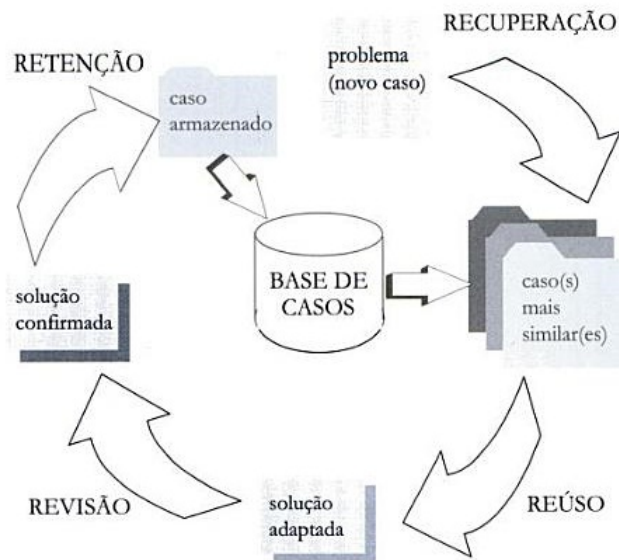 RECUPERAÇÃO
RETENÇÃO
problema
(novo caso)
caso
armazenado
BASE DE
CASOS
caso(s)
mais
similar(es)
solução
confirmada
REVISÃO
solução
adaptada
REÚSO